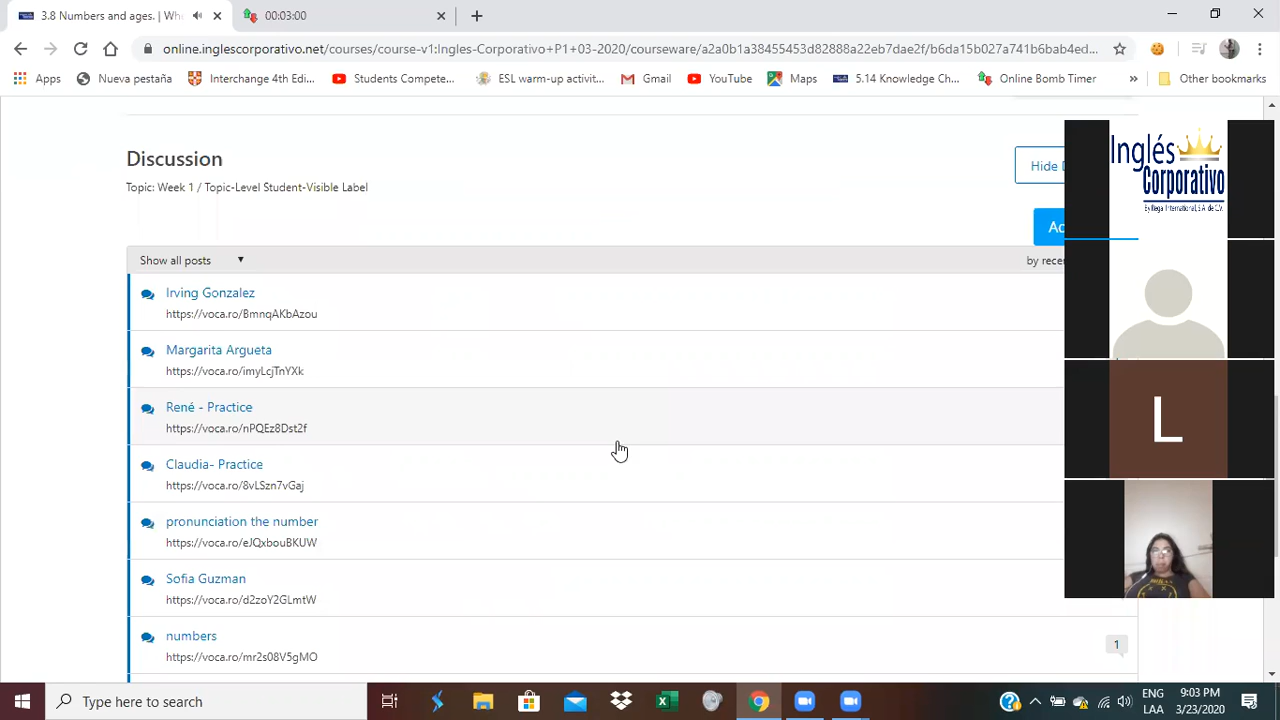 3.8 Numbers and ages. | Wh
00:03:00
online.inglescorporativo.net/courses/course-v1:Ingles-Corporativo+P1+03-2020/courseware/a2a0b1a38455453d82888a22eb7dae2f/b6da15b027a741b6bab4ed...
Apps Nueva pestaña Interchange 4th Edi... Students Compete... ESL warm-up activit... Gmail YouTube Maps 5.14 Knowledge Ch... Online Bomb Timer » Other bookmarks
Discussion
Hide D
Topic: Week 1 / Topic-Level Student-Visible Label
Ad
Show all posts
by recen
Irving Gonzalez
https://voca.ro/BmnqAKbAzou
Margarita Argueta
https://voca.ro/imyLcjTnYXk
René - Practice
https://voca.ro/nPQEz8Dst2f
Claudia- Practice
https://voca.ro/8vLSzn7vGaj
pronunciation the number
https://voca.ro/eJQxbouBKUW
Sofia Guzman
https://voca.ro/d2zoY2GLmtW
numbers
1
https://voca.ro/mr2s08V5gMO
Inglés
Corporativo
By Rega International, S.A. de C.V.
L
Type here to search
ENG
LAA
9:03 PM
3/23/2020